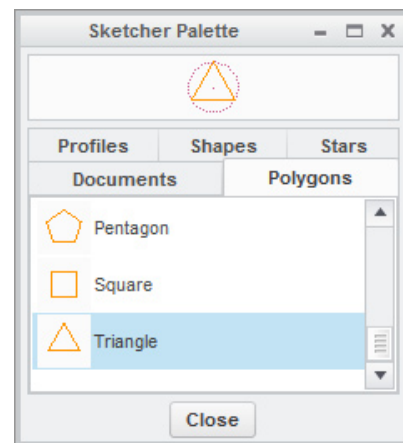 Sketcher Palette
Profiles Shapes Stars
Documents Polygons
Pentagon
Square
Triangle
Close